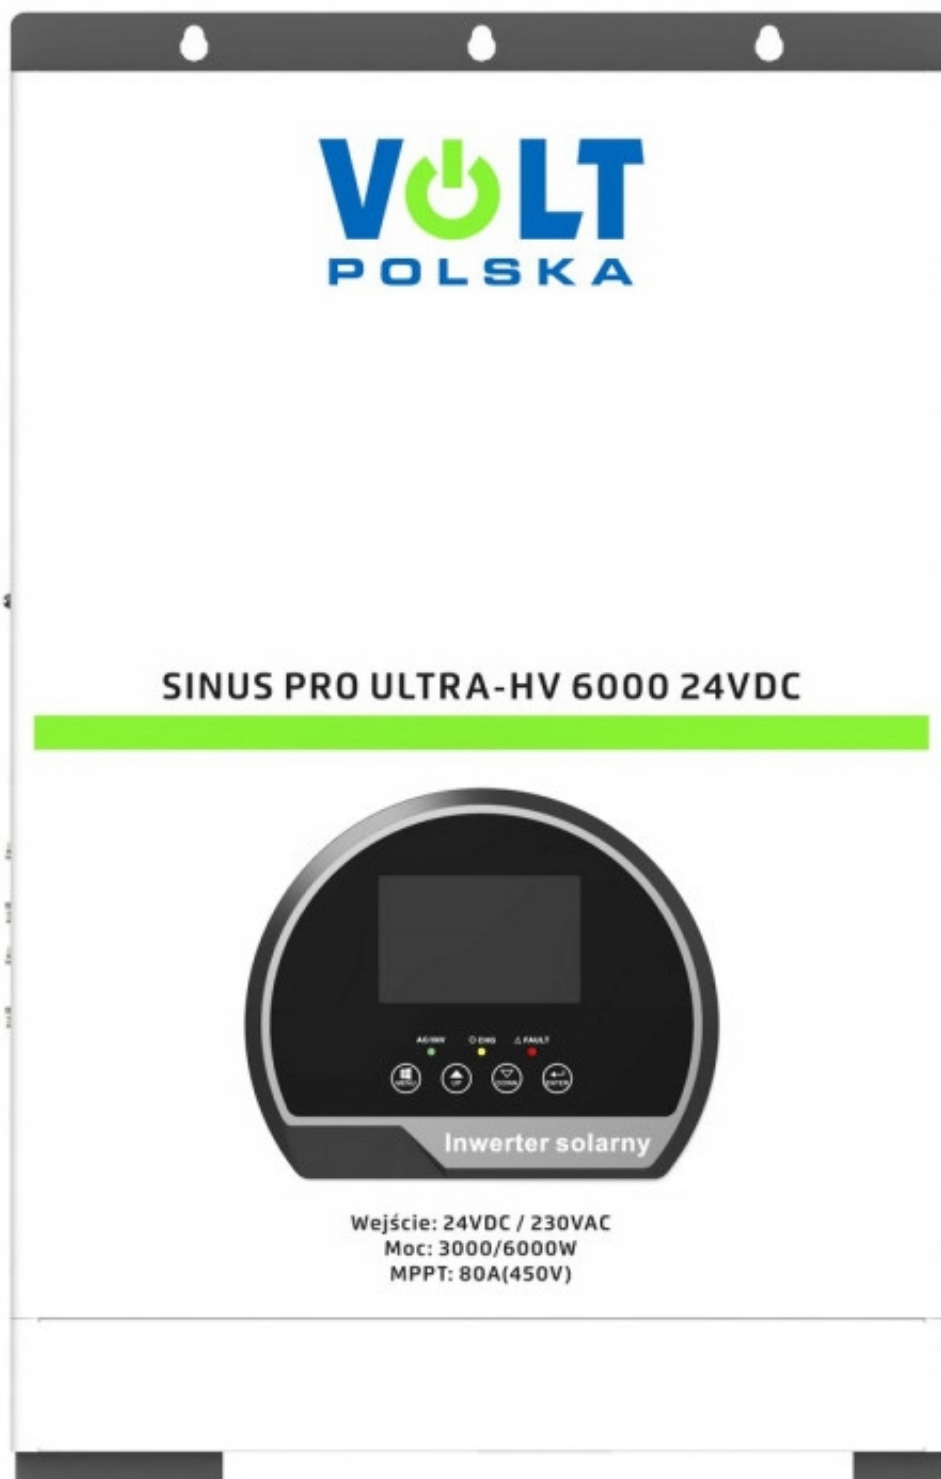 VOLT
POLSKA
SINUS PRO ULTRA-HV 6000 24VDC
AC/INV CHG FAULT
MENU UP DOWN ENTER
Inwerter solarny
Wejście: 24VDC / 230VAC
Moc: 3000/6000W
MPPT: 80A(450V)